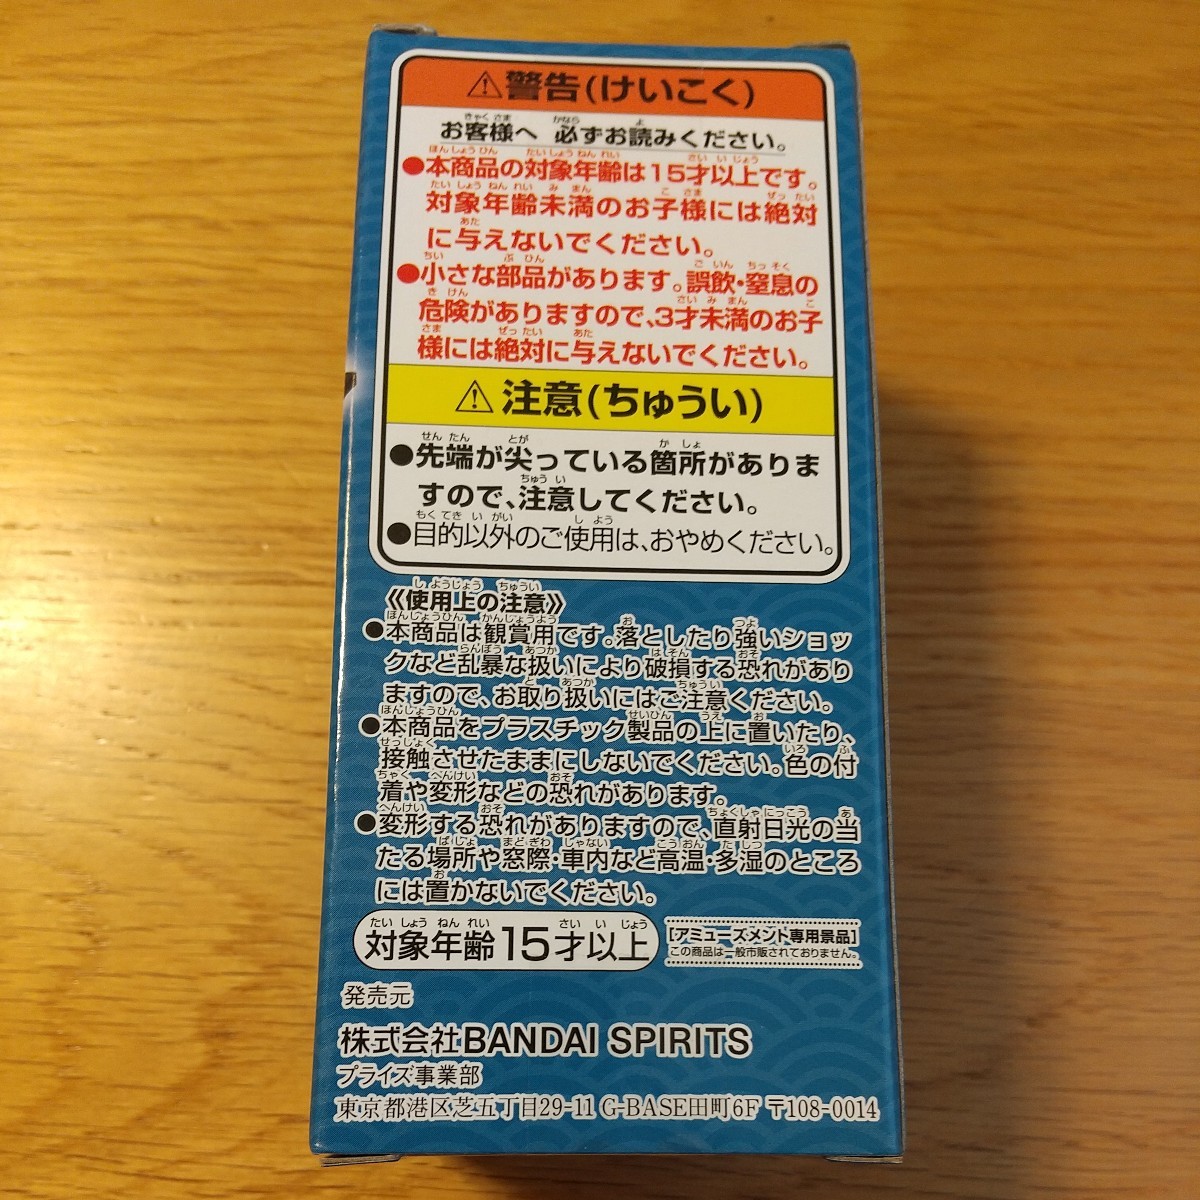 ⚠警告(けいこく)
お客様へ 必ずお読みください。
●本商品の対象年齢は15才以上です。
対象年齢未満のお子様には絶対
に与えないでください。
●小さな部品があります。誤飲・窒息の
危険がありますので、3才未満のお子
様には絶対に与えないでください。
⚠注意(ちゅうい)
●先端が尖っている箇所がありま
すので、注意してください。
●目的以外のご使用は、おやめください。
《使用上の注意》
●本商品は観賞用です。落としたり強いショッ
クなど乱暴な扱いにより破損する恐れがあり
ますので、お取り扱いにはご注意ください。
●本商品をプラスチック製品の上に置いたり、
接触させたままにしないでください。色の付
着や変形などの恐れがあります。
●変形する恐れがありますので、直射日光の当
たる場所や窓際・車内など高温・多湿のところ
には置かないでください。
対象年齢15才以上
【アミューズメント専用景品】
この商品は一般市販されておりません。
発売元
株式会社BANDAI SPIRITS
プライズ事業部
東京都港区芝五丁目29-11 G-BASE田町6F 〒108-0014